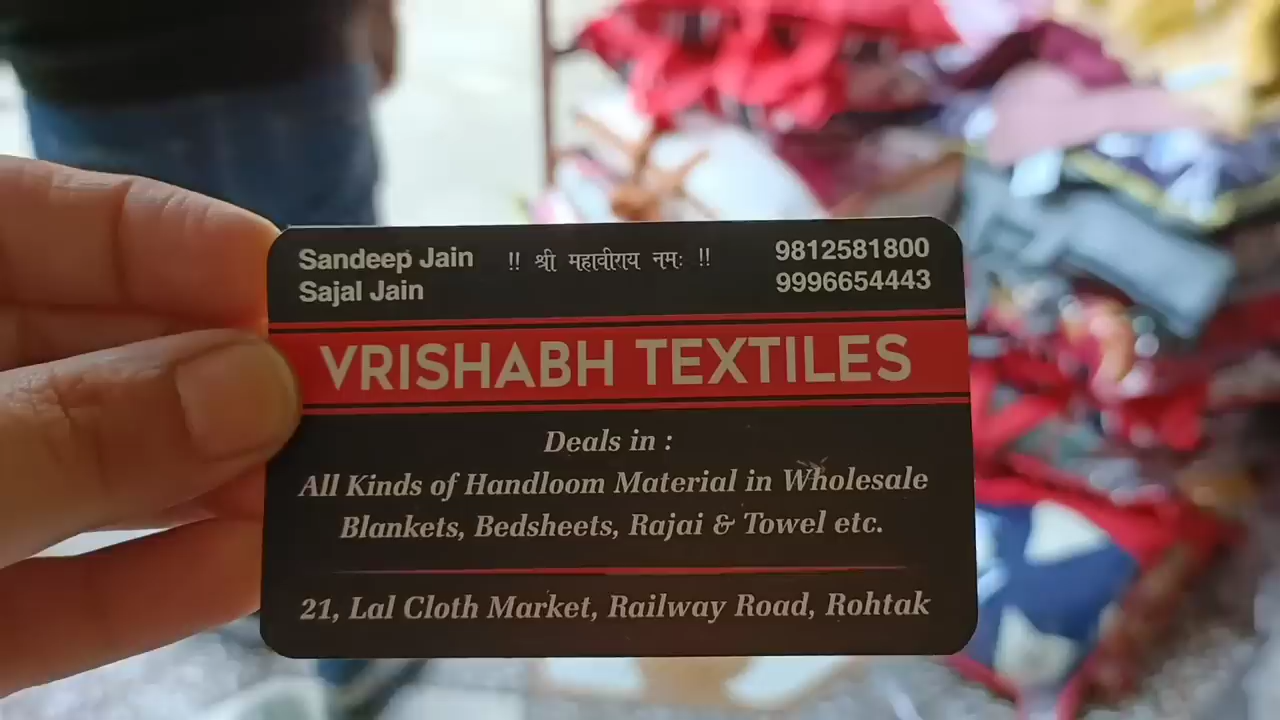 Sandeep Jain !! श्री महावीराय नमः !! 9812581800
Sajal Jain 9996654443
VRISHABH TEXTILES
Deals in :
All Kinds of Handloom Material in Wholesale
Blankets, Bedsheets, Rajai & Towel etc.
21, Lal Cloth Market, Railway Road, Rohtak